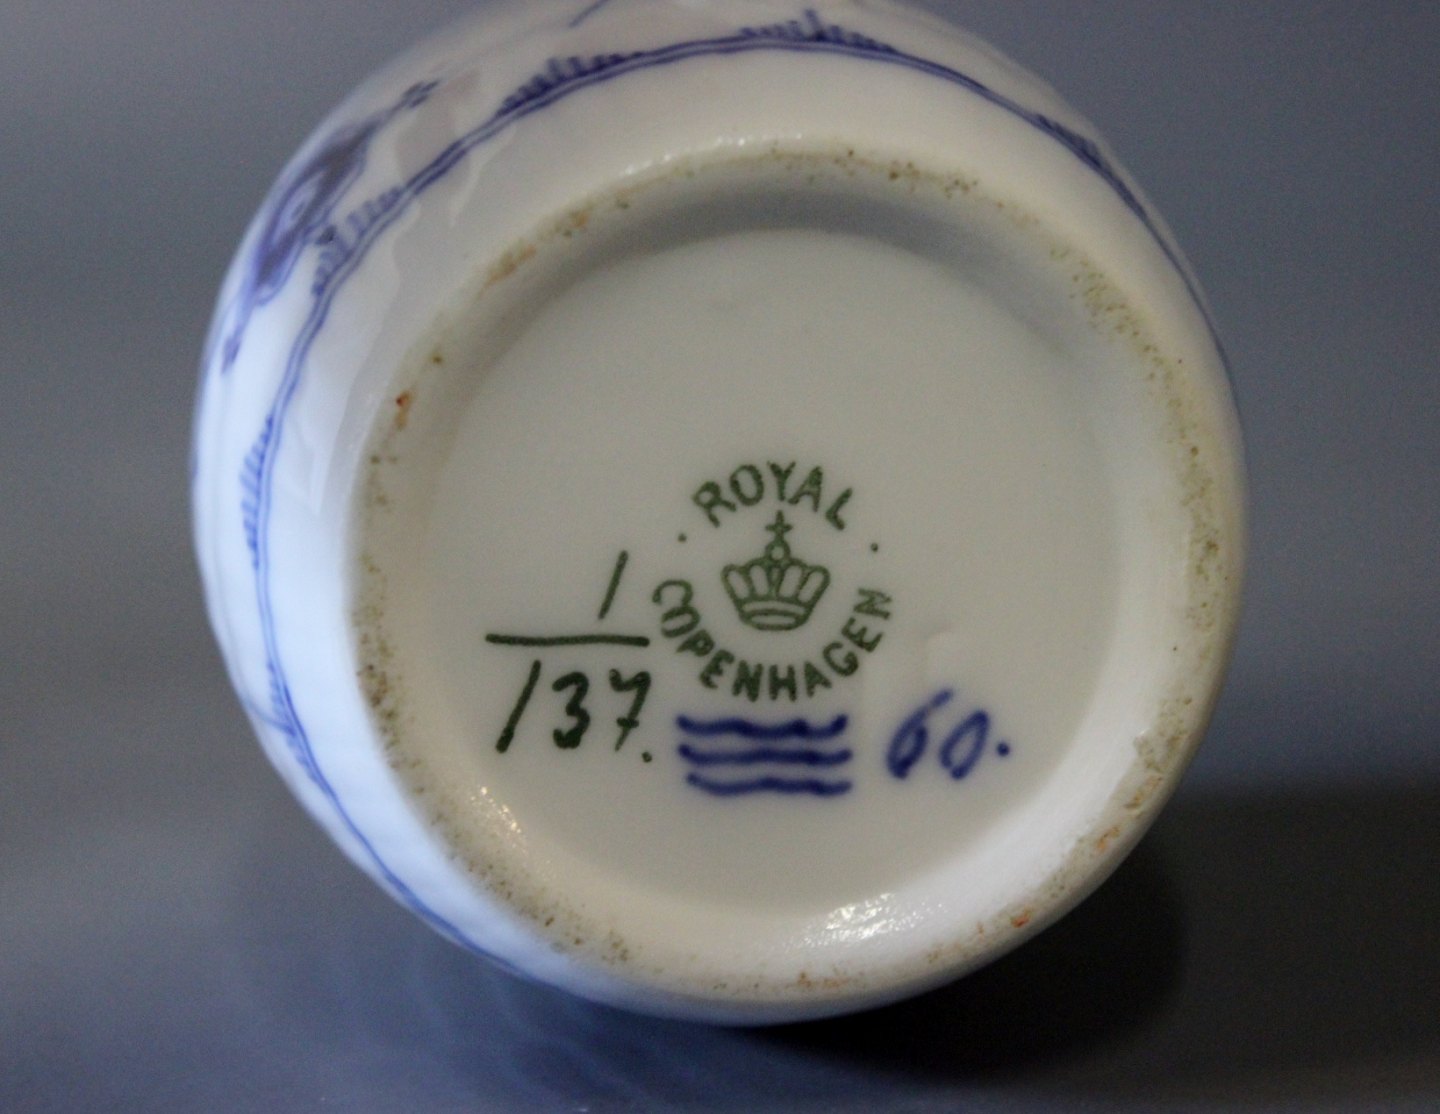 ROYAL
COPENHAGEN
1
137.
60.